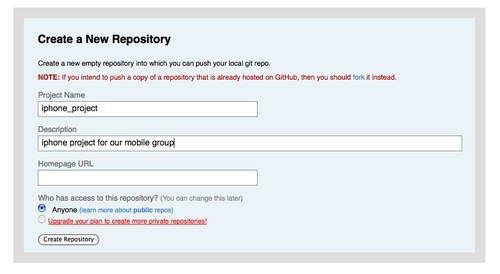 Create a New Repository
Create a new empty repository into which you can push your local git repo.
NOTE: If you intend to push a copy of a repository that is already hosted on GitHub, then you should fork it instead.
Project Name
iphone_project
Description
iphone project for our mobile group
Homepage URL
Who has access to this repository? (You can change this later)
Anyone (learn more about public repos)
Upgrade your plan to create more private repositories!
Create Repository